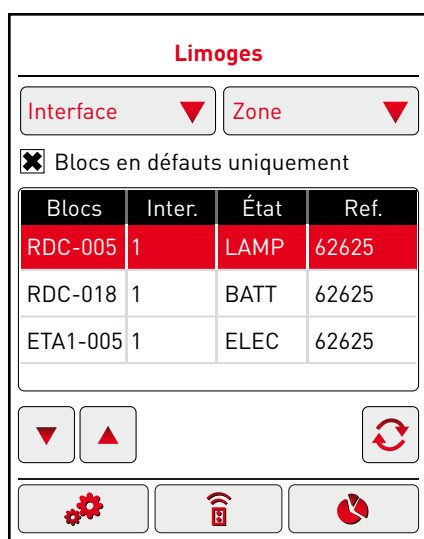 Limoges
Interface Zone
Blocs en défauts uniquement
Blocs Inter. État Ref.
RDC-005 1 LAMP 62625
RDC-018 1 BATT 62625
ETA1-005 1 ELEC 62625